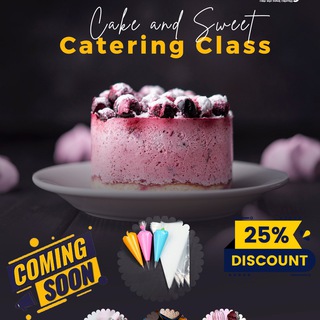 Cake and Sweet
Catering Class
COMING
SOON
25%
DISCOUNT